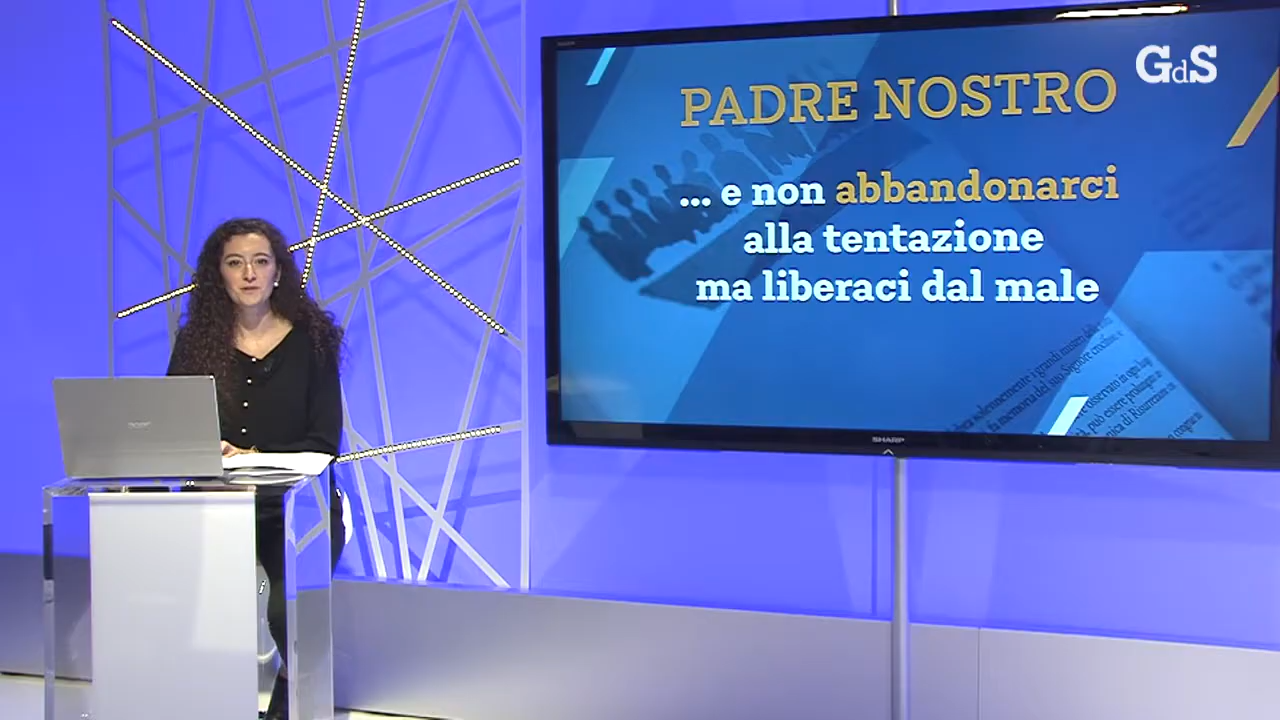 GdS
PADRE NOSTRO
... e non abbandonarci
alla tentazione
ma liberaci dal male
SHARP